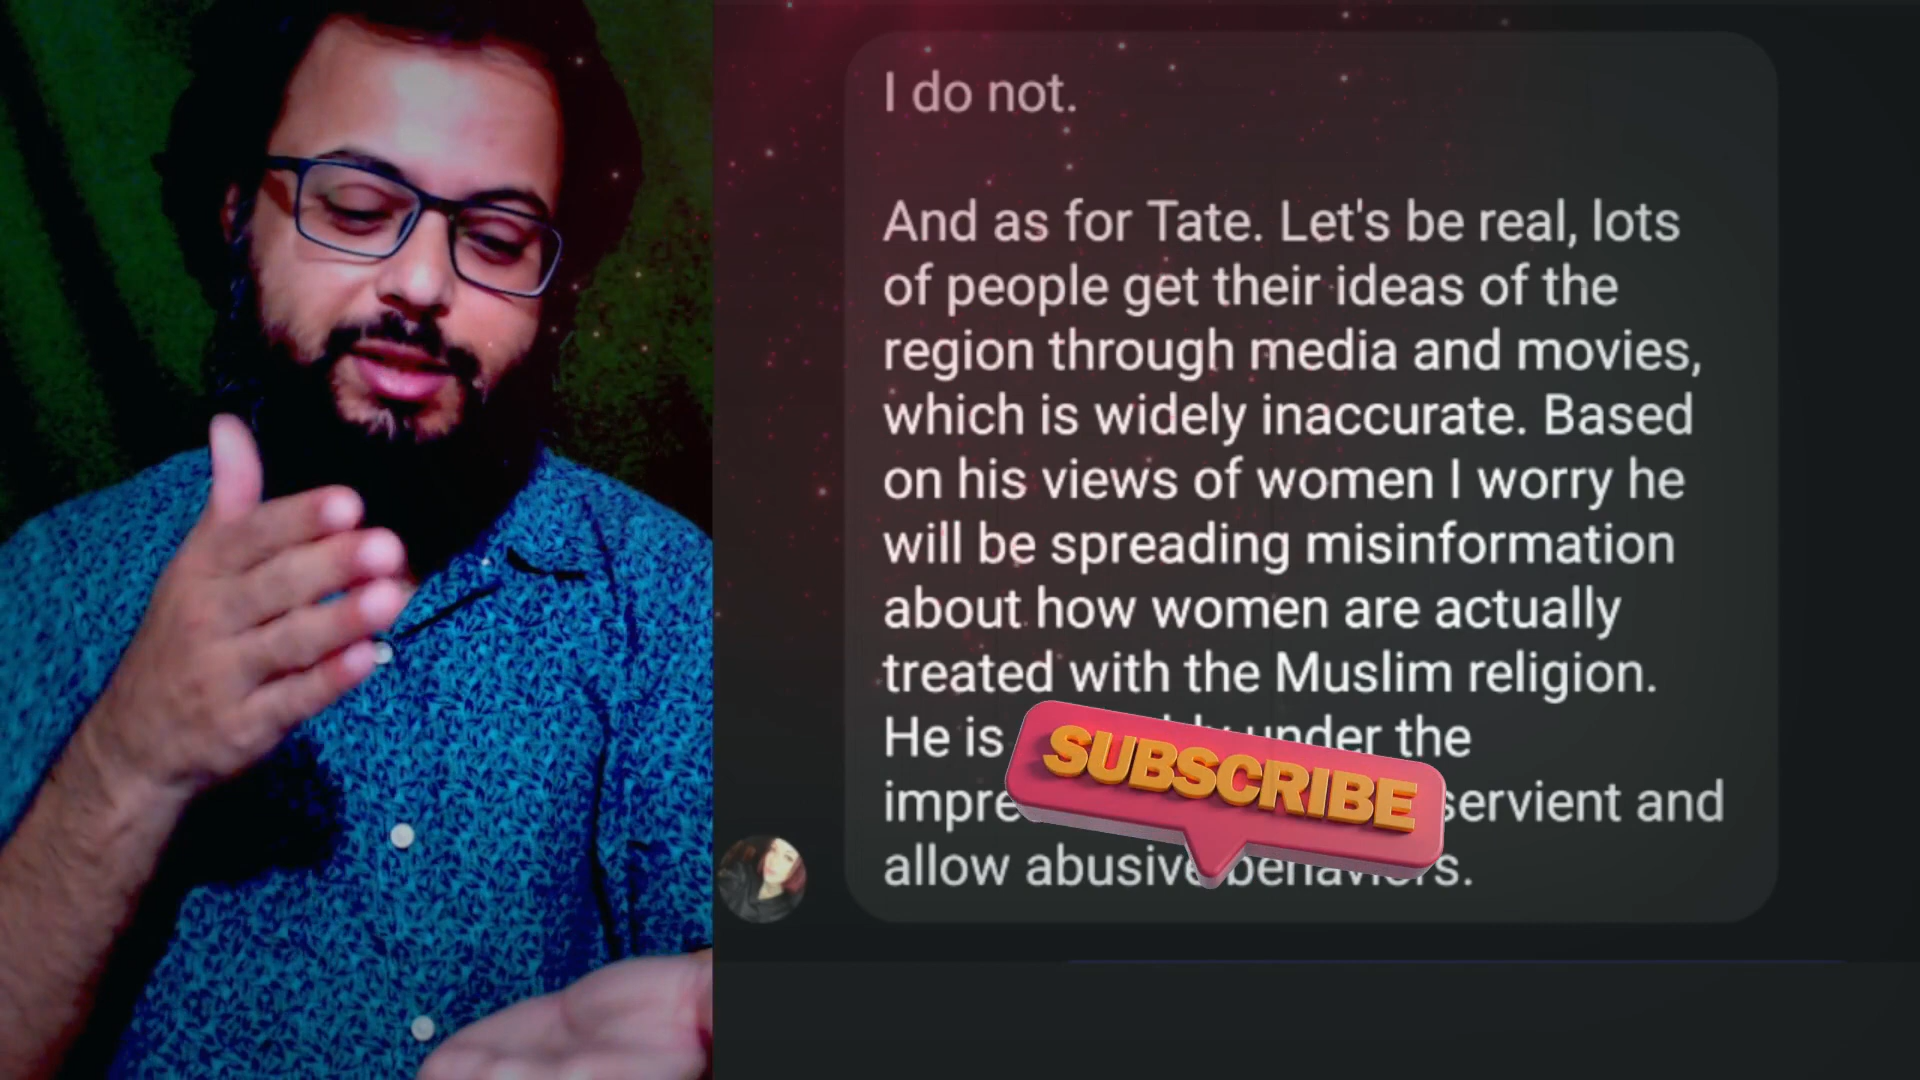 I do not.
And as for Tate. Let's be real, lots
of people get their ideas of the
region through media and movies,
which is widely inaccurate. Based
on his views of women I worry he
will be spreading misinformation
about how women are actually
treated with the Muslim religion.
He is under the
and
allow abusive behaviors.
SUBSCRIBE